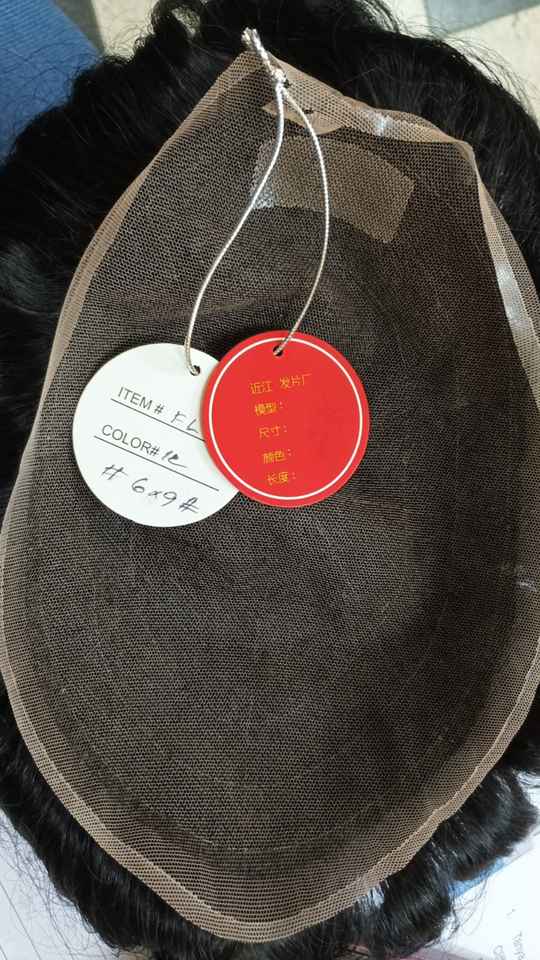 ITEM # FL
COLOR# 1B
# 6x9 #
近江 发片厂
模型：
尺寸：
颜色：
长度：